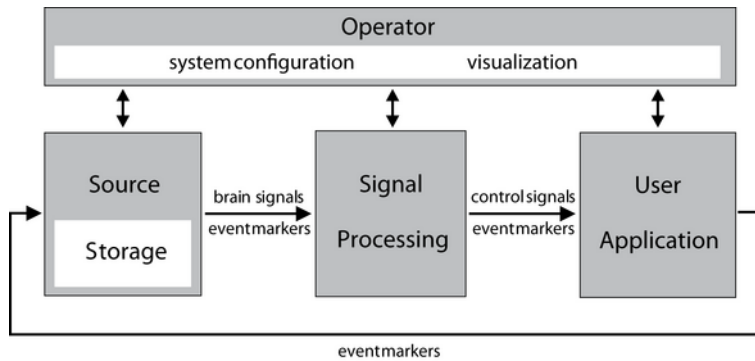 Operator
system configuration visualization
Source
Storage
brain signals
event markers
Signal
Processing
control signals
event markers
User
Application
event markers